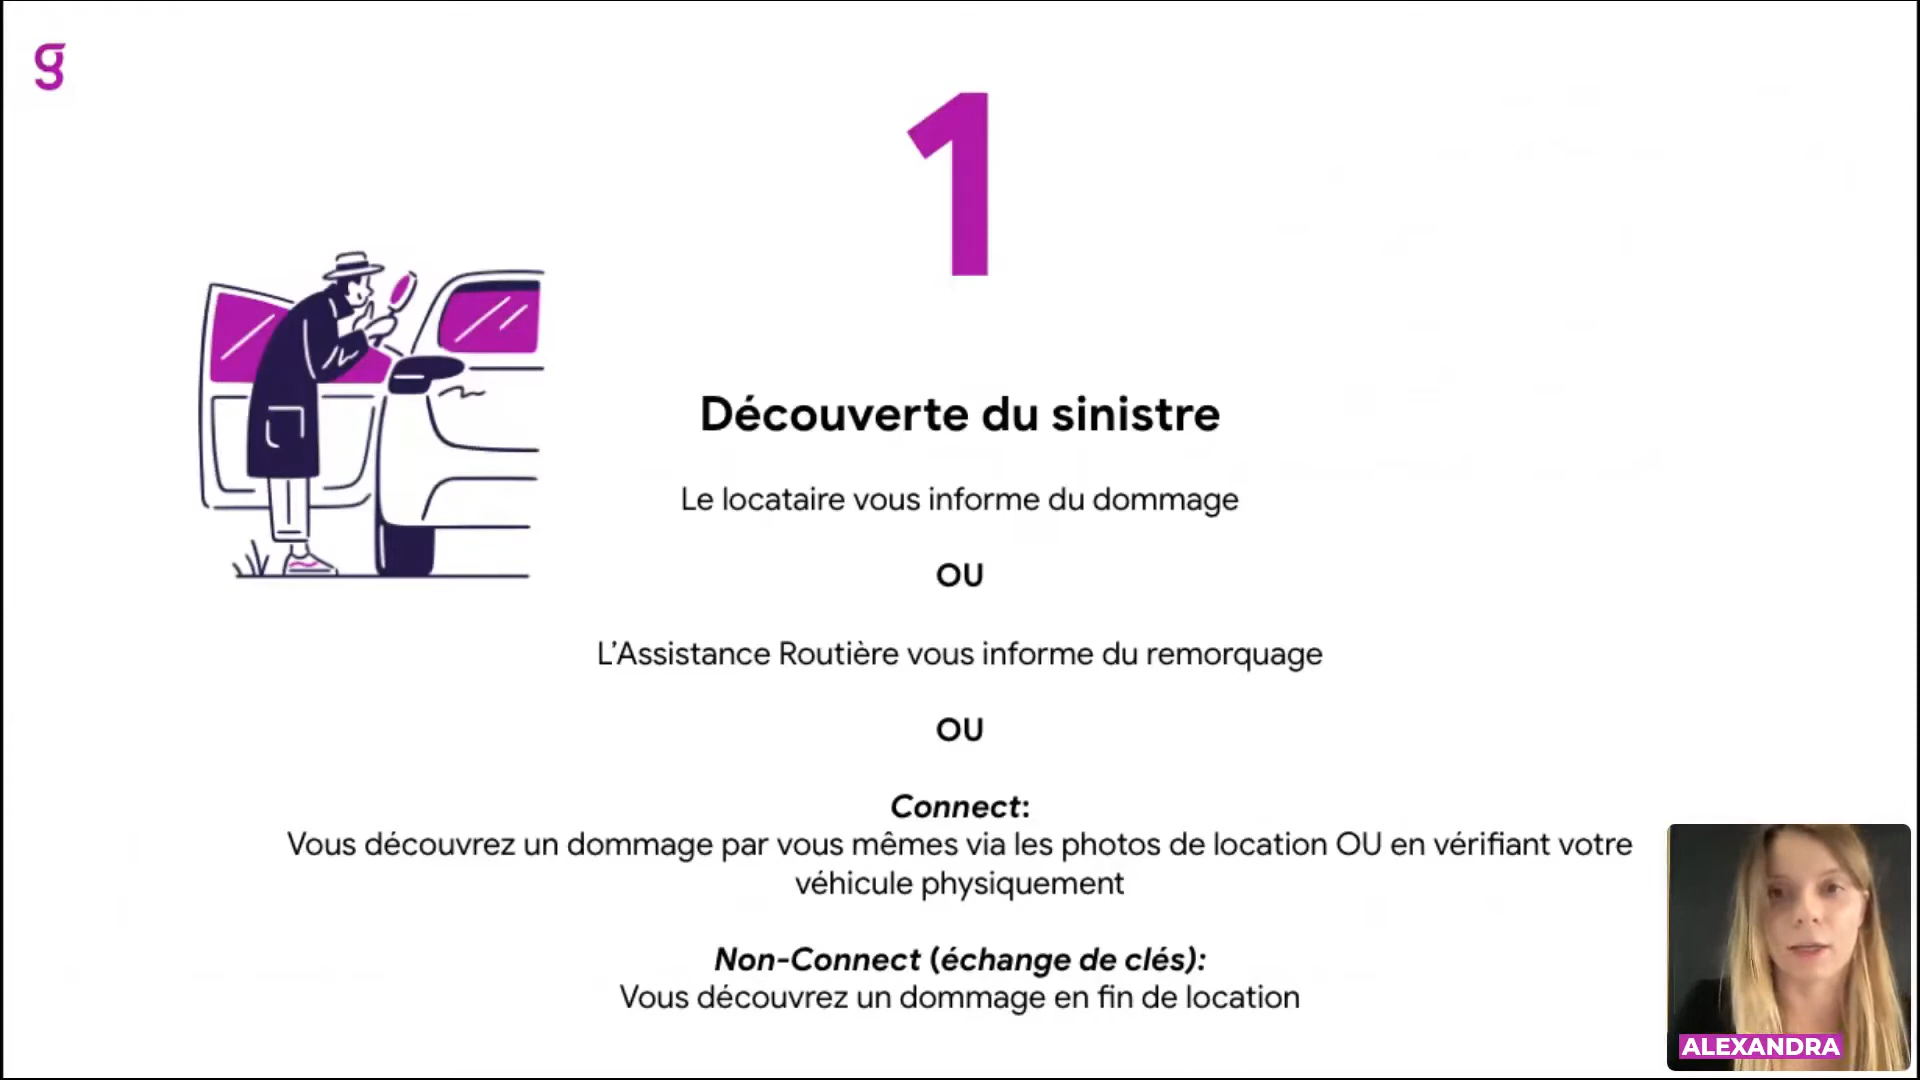 g
1
Découverte du sinistre
Le locataire vous informe du dommage
OU
L'Assistance Routière vous informe du remorquage
OU
Connect:
Vous découvrez un dommage par vous mêmes via les photos de location OU en vérifiant votre
véhicule physiquement
Non-Connect (échange de clés):
Vous découvrez un dommage en fin de location
ALEXANDRA